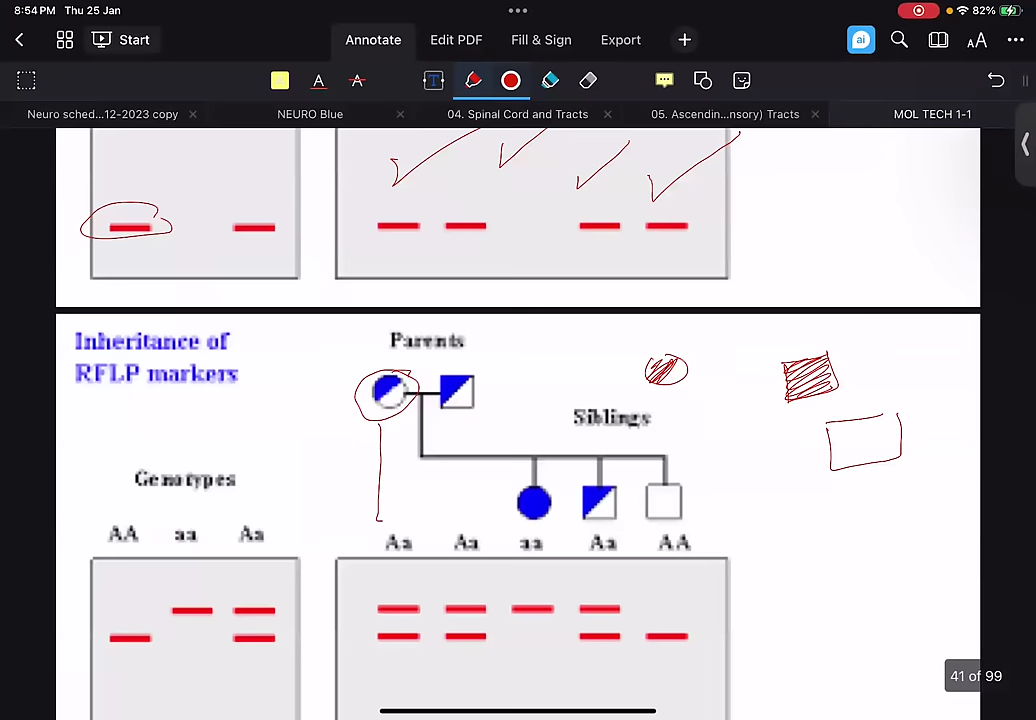 8:54 PM Thu 25 Jan
82%
Start
Annotate
Edit PDF
Fill & Sign
Export
ai
AA
T
A
A
Neuro sched...12-2023 copy
NEURO Blue
04. Spinal Cord and Tracts
05. Ascendin...nsory) Tracts
MOL TECH 1-1
Inheritance of
RFLP markers
Parents
Siblings
Genotypes
AA aa Aa
Aa Aa aa Aa AA
41 of 99